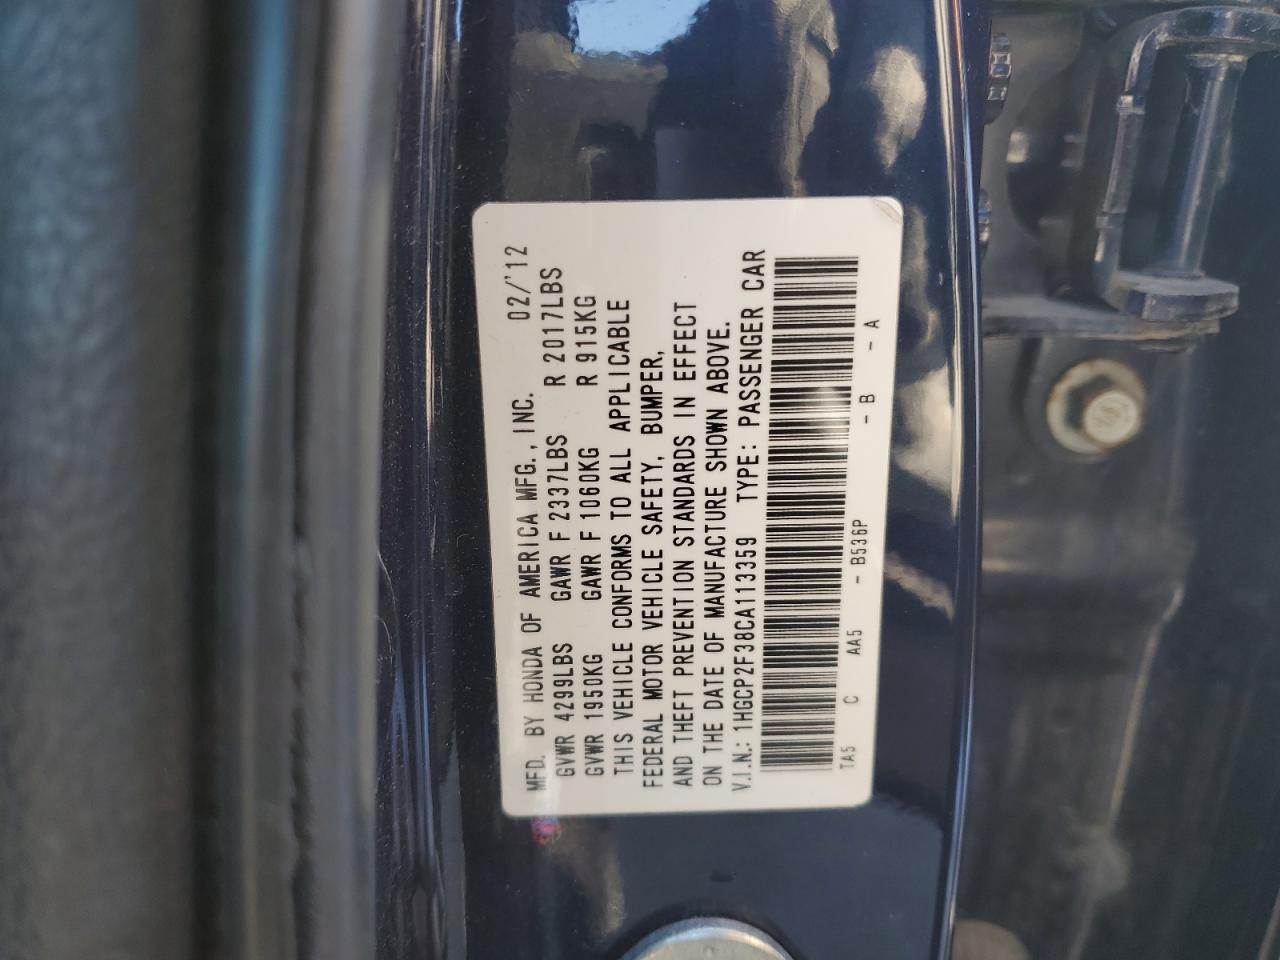 MFD. BY HONDA OF AMERICA MFG., INC. 02/'12
GVWR 4299LBS GAWR F 2337LBS R 2017LBS
GVWR 1950KG GAWR F 1060KG R 915KG
THIS VEHICLE CONFORMS TO ALL APPLICABLE
FEDERAL MOTOR VEHICLE SAFETY, BUMPER,
AND THEFT PREVENTION STANDARDS IN EFFECT
ON THE DATE OF MANUFACTURE SHOWN ABOVE.
V.I.N.: 1HGCP2F38CA113359 TYPE: PASSENGER CAR
TA5 C AA5 - B536P - B - A